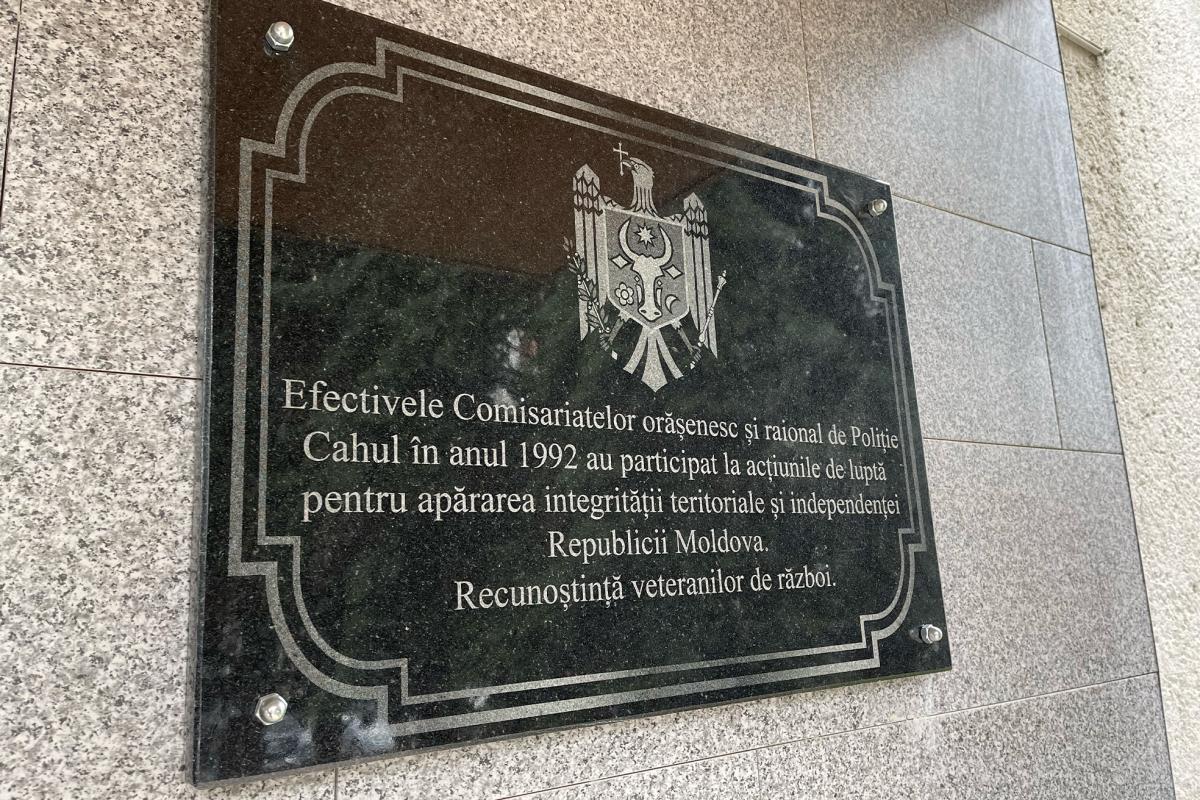 Efectivele Comisariatelor orășenesc și raional de Poliție
Cahul în anul 1992 au participat la acțiunile de luptă
pentru apărarea integrității teritoriale și independenței
Republicii Moldova.
Recunoștință veteranilor de război.